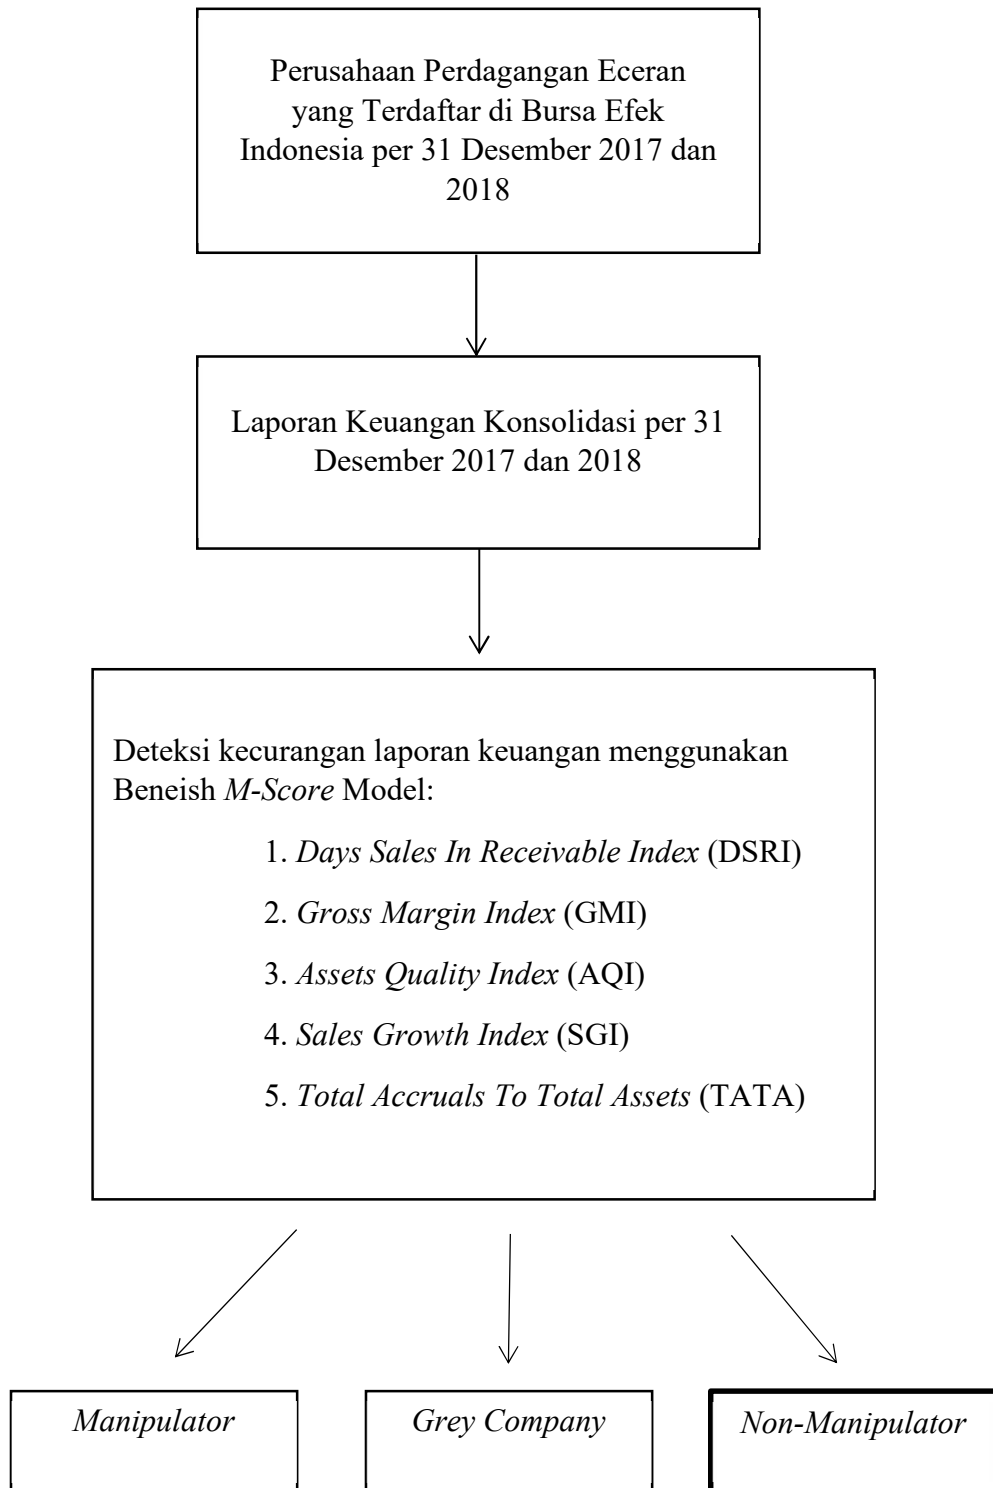 Perusahaan Perdagangan Eceran
yang Terdaftar di Bursa Efek
Indonesia per 31 Desember 2017 dan
2018
Laporan Keuangan Konsolidasi per 31
Desember 2017 dan 2018
Deteksi kecurangan laporan keuangan menggunakan
Beneish M-Score Model:
1. Days Sales In Receivable Index (DSRI)
2. Gross Margin Index (GMI)
3. Assets Quality Index (AQI)
4. Sales Growth Index (SGI)
5. Total Accruals To Total Assets (TATA)
Manipulator
Grey Company
Non-Manipulator